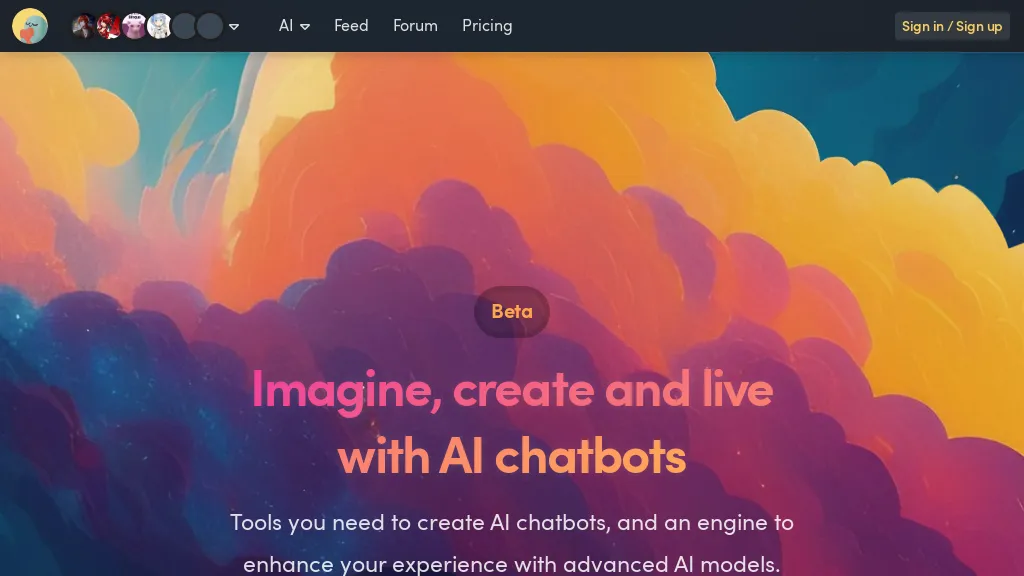 AI
Feed
Forum
Pricing
Sign in / Sign up
Beta
Imagine, create and live
with AI chatbots
Tools you need to create AI chatbots, and an engine to
enhance your experience with advanced AI models.